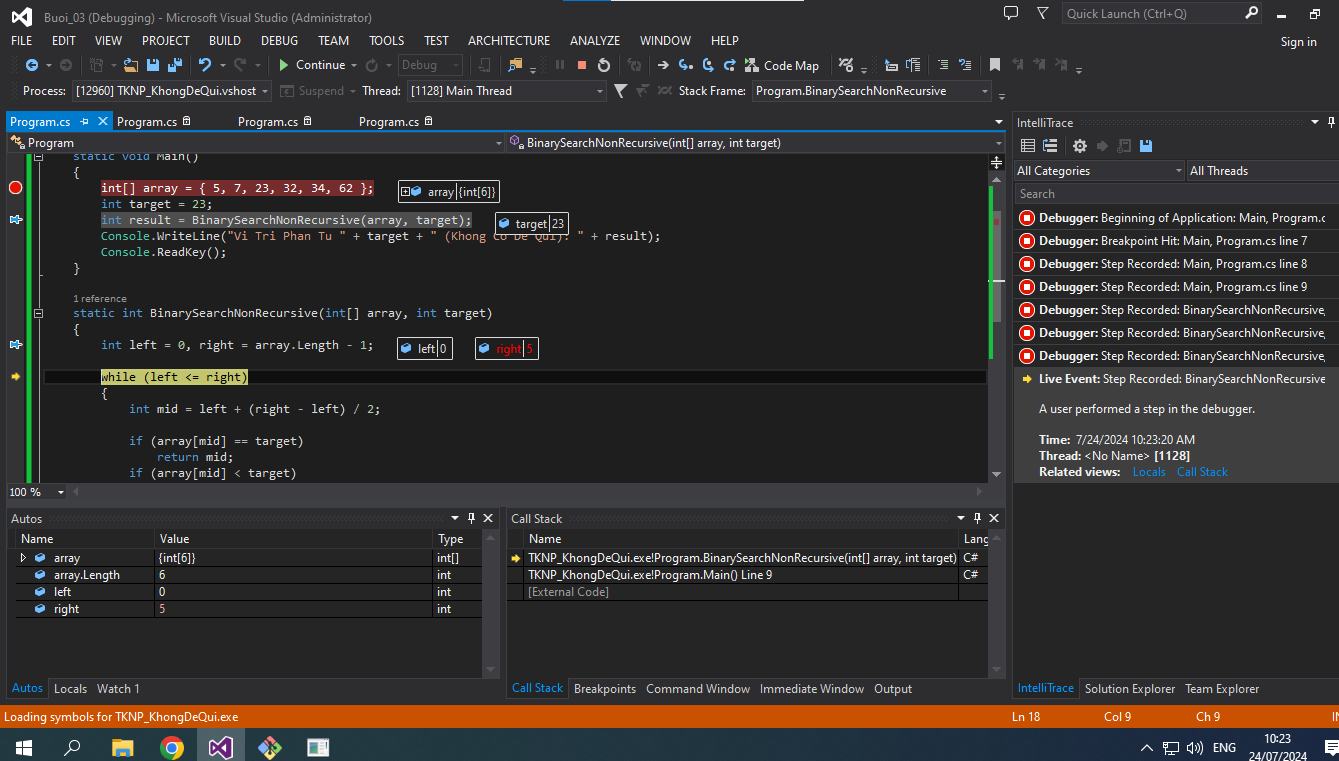 Buoi_03 (Debugging) - Microsoft Visual Studio (Administrator)
Quick Launch (Ctrl+Q)
FILE EDIT VIEW PROJECT BUILD DEBUG TEAM TOOLS TEST ARCHITECTURE ANALYZE WINDOW HELP
Sign in
Continue Debug Code Map
Process: [12960] TKNP_KhongDeQui.vshost Suspend Thread: [1128] Main Thread Stack Frame: Program.BinarySearchNonRecursive
Program.cs Program.cs Program.cs Program.cs
Program BinarySearchNonRecursive(int[] array, int target)
static void Main()
{
int[] array = { 5, 7, 23, 32, 34, 62 }; array {int[6]}
int target = 23;
int result = BinarySearchNonRecursive(array, target); target 23
Console.WriteLine("Vi Tri Phan Tu " + target + " (Khong Co De Qui): " + result);
Console.ReadKey();
}
1 reference
static int BinarySearchNonRecursive(int[] array, int target)
{
int left = 0, right = array.Length - 1; left 0 right 5
while (left <= right)
{
int mid = left + (right - left) / 2;
if (array[mid] == target)
return mid;
if (array[mid] < target)
100 %
IntelliTrace
All Categories All Threads
Search
Debugger: Beginning of Application: Main, Program.c
Debugger: Breakpoint Hit: Main, Program.cs line 7
Debugger: Step Recorded: Main, Program.cs line 8
Debugger: Step Recorded: Main, Program.cs line 9
Debugger: Step Recorded: BinarySearchNonRecursive,
Debugger: Step Recorded: BinarySearchNonRecursive,
Debugger: Step Recorded: BinarySearchNonRecursive,
Live Event: Step Recorded: BinarySearchNonRecursive
A user performed a step in the debugger.
Time: 7/24/2024 10:23:20 AM
Thread: <No Name> [1128]
Related views: Locals Call Stack
Autos
Name Value Type
array {int[6]} int[]
array.Length 6 int
left 0 int
right 5 int
Autos Locals Watch 1
Call Stack
Name Lang
TKNP_KhongDeQui.exe!Program.BinarySearchNonRecursive(int[] array, int target) C#
TKNP_KhongDeQui.exe!Program.Main() Line 9 C#
[External Code]
Call Stack Breakpoints Command Window Immediate Window Output
IntelliTrace Solution Explorer Team Explorer
Loading symbols for TKNP_KhongDeQui.exe
Ln 18 Col 9 Ch 9 IN
ENG
10:23
24/07/2024